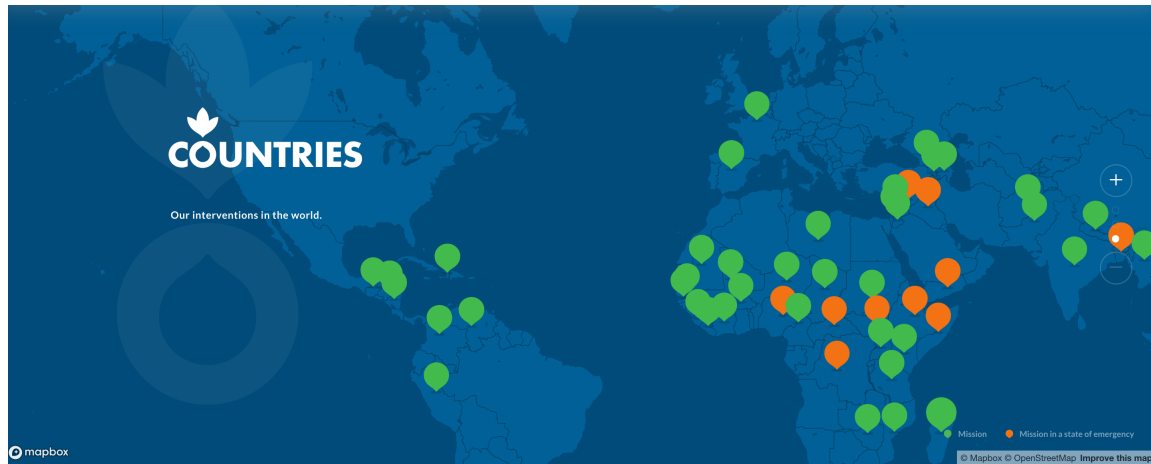 COUNTRIES
Our interventions in the world.
+
−
Mission
Mission in a state of emergency
mapbox
© Mapbox © OpenStreetMap Improve this map